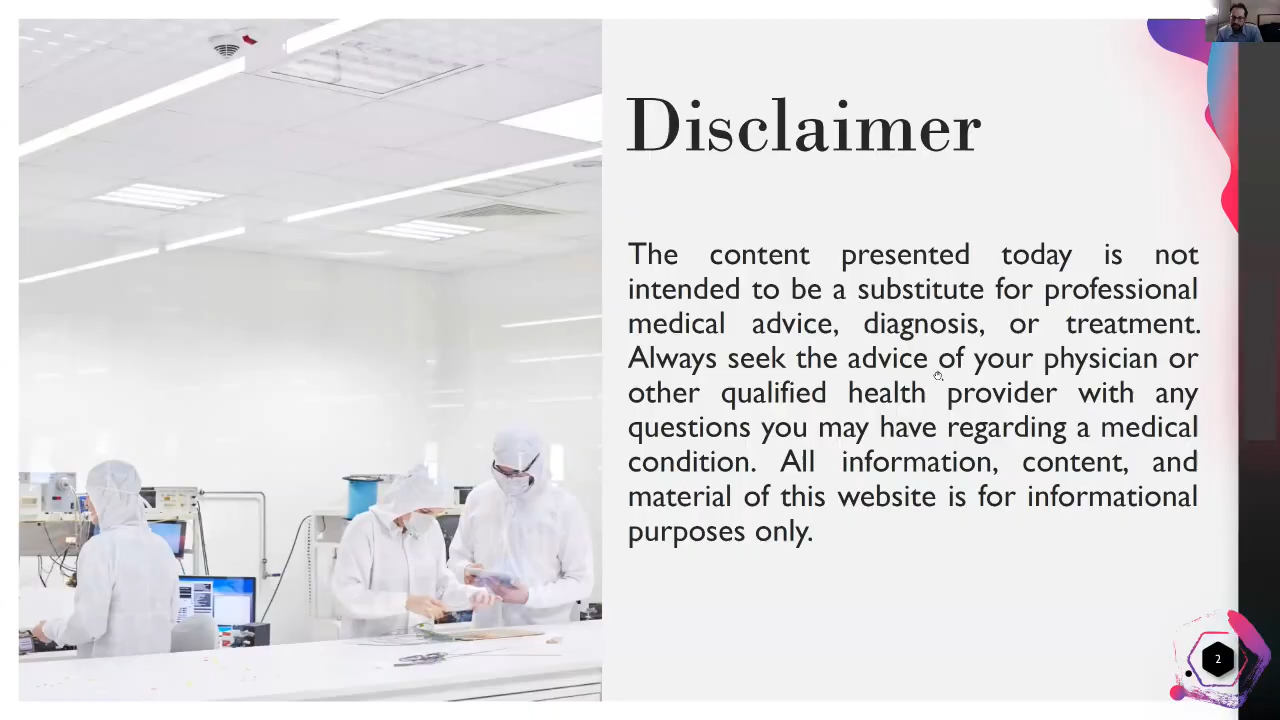 Disclaimer
The content presented today is not
intended to be a substitute for professional
medical advice, diagnosis, or treatment.
Always seek the advice of your physician or
other qualified health provider with any
questions you may have regarding a medical
condition. All information, content, and
material of this website is for informational
purposes only.
2